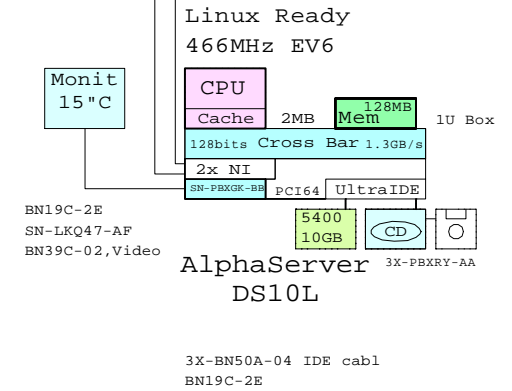 Linux Ready
466MHz EV6
Monit
15"C
CPU
Cache
2MB
128MB
Mem
1U Box
128bits Cross Bar 1.3GB/s
2x NI
SN-PBXGK-BB
PCI64
UltraIDE
BN19C-2E
SN-LKQ47-AF
BN39C-02,Video
5400
10GB
CD
AlphaServer
DS10L
3X-PBXRY-AA
3X-BN50A-04 IDE cabl
BN19C-2E